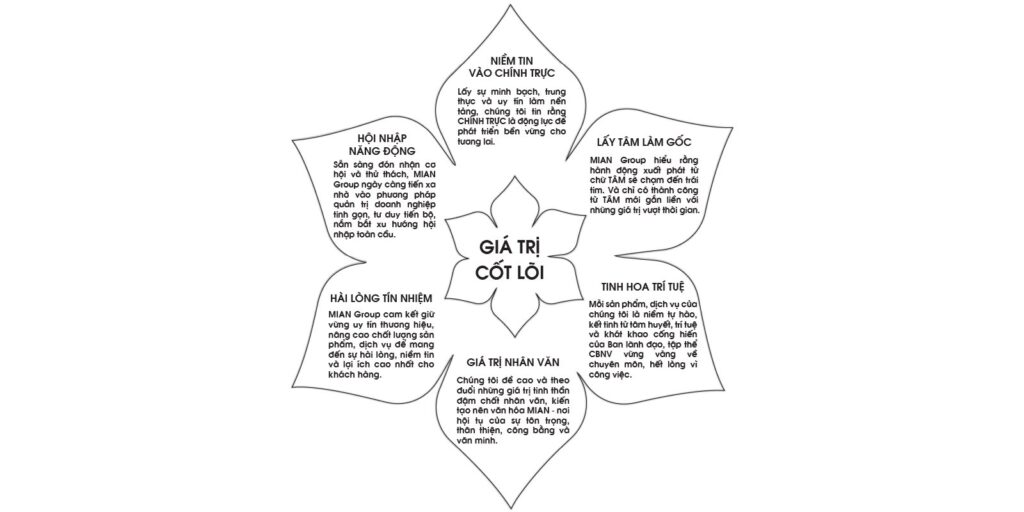 NIỀM TIN
VÀO CHÍNH TRỰC
Lấy sự minh bạch, trung
thực và uy tín làm nền
tảng, chúng tôi tin rằng
CHÍNH TRỰC là động lực để
phát triển bền vững cho
tương lai.
LẤY TÂM LÀM GỐC
MIAN Group hiểu rằng
hành động xuất phát từ
chữ TÂM sẽ chạm đến trái
tim. Và chỉ có thành công
từ TÂM mới gắn liền với
những giá trị vượt thời gian.
TINH HOA TRÍ TUỆ
Mỗi sản phẩm, dịch vụ của
chúng tôi là niềm tự hào,
kết tinh từ tâm huyết, trí tuệ
và khát khao cống hiến
của Ban lãnh đạo, tập thể
CBNV vững vàng về
chuyên môn, hết lòng vì
công việc.
GIÁ TRỊ NHÂN VĂN
Chúng tôi đề cao và theo
đuổi những giá trị tinh thần
đậm chất nhân văn, kiến
tạo nên văn hóa MIAN - nơi
hội tụ của sự tôn trọng,
thân thiện, công bằng và
văn minh.
HÀI LÒNG TÍN NHIỆM
MIAN Group cam kết giữ
vững uy tín thương hiệu,
nâng cao chất lượng sản
phẩm, dịch vụ để mang
đến sự hài lòng, niềm tin
và lợi ích cao nhất cho
khách hàng.
HỘI NHẬP
NĂNG ĐỘNG
Sẵn sàng đón nhận cơ
hội và thử thách, MIAN
Group ngày càng tiến xa
nhờ vào phương pháp
quản trị doanh nghiệp
tinh gọn, tư duy tiến bộ,
nắm bắt xu hướng hội
nhập toàn cầu.
GIÁ TRỊ
CỐT LÕI